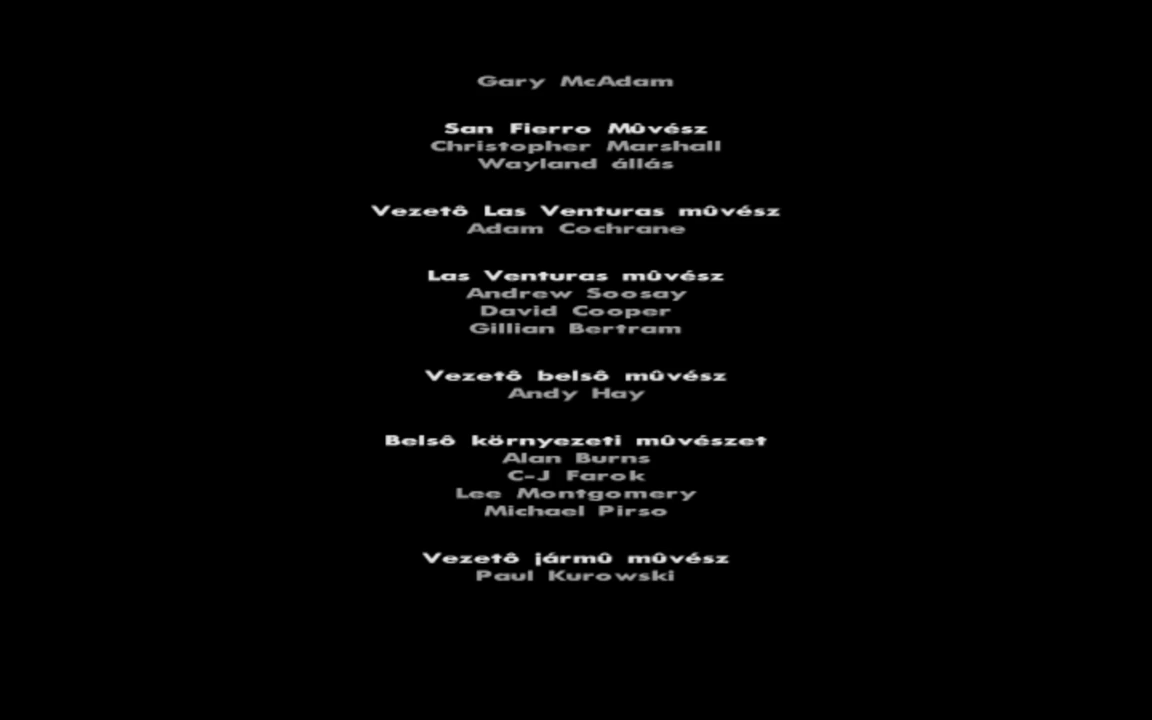 Gary McAdam
San Fierro Mûvész
Christopher Marshall
Wayland állás
Vezetô Las Venturas mûvész
Adam Cochrane
Las Venturas mûvész
Andrew Soosay
David Cooper
Gillian Bertram
Vezetô belsô mûvész
Andy Hay
Belsô környezeti mûvészet
Alan Burns
C-J Farok
Lee Montgomery
Michael Pirso
Vezetô jármû mûvész
Paul Kurowski